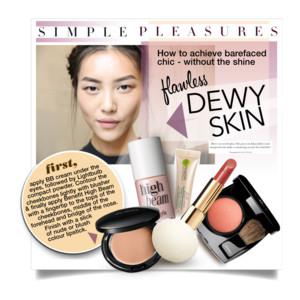 SIMPLE PLEASURES
How to achieve barefaced
chic - without the shine
flawless
DEWY
SKIN
first,
apply BB cream under the
eyes, followed by Lightbulb
compact powder. Contour the
cheekbones lightly with blusher
& finally apply Benefit High Beam
with a fingertip to the tops of the
cheekbones, middle of the
forehead and bridge of the nose.
Finish with a slick
of nude or blush
colour lipstick.
high
beam